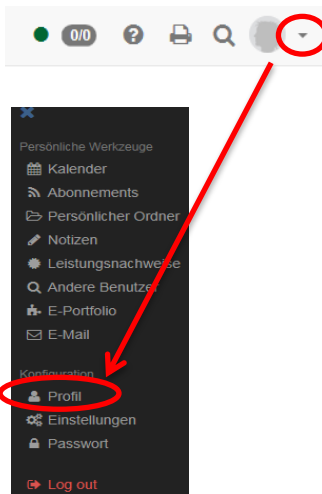 0/0
Persönliche Werkzeuge
Kalender
Abonnements
Persönlicher Ordner
Notizen
Leistungsnachweise
Andere Benutzer
E-Portfolio
E-Mail
Konfiguration
Profil
Einstellungen
Passwort
Log out